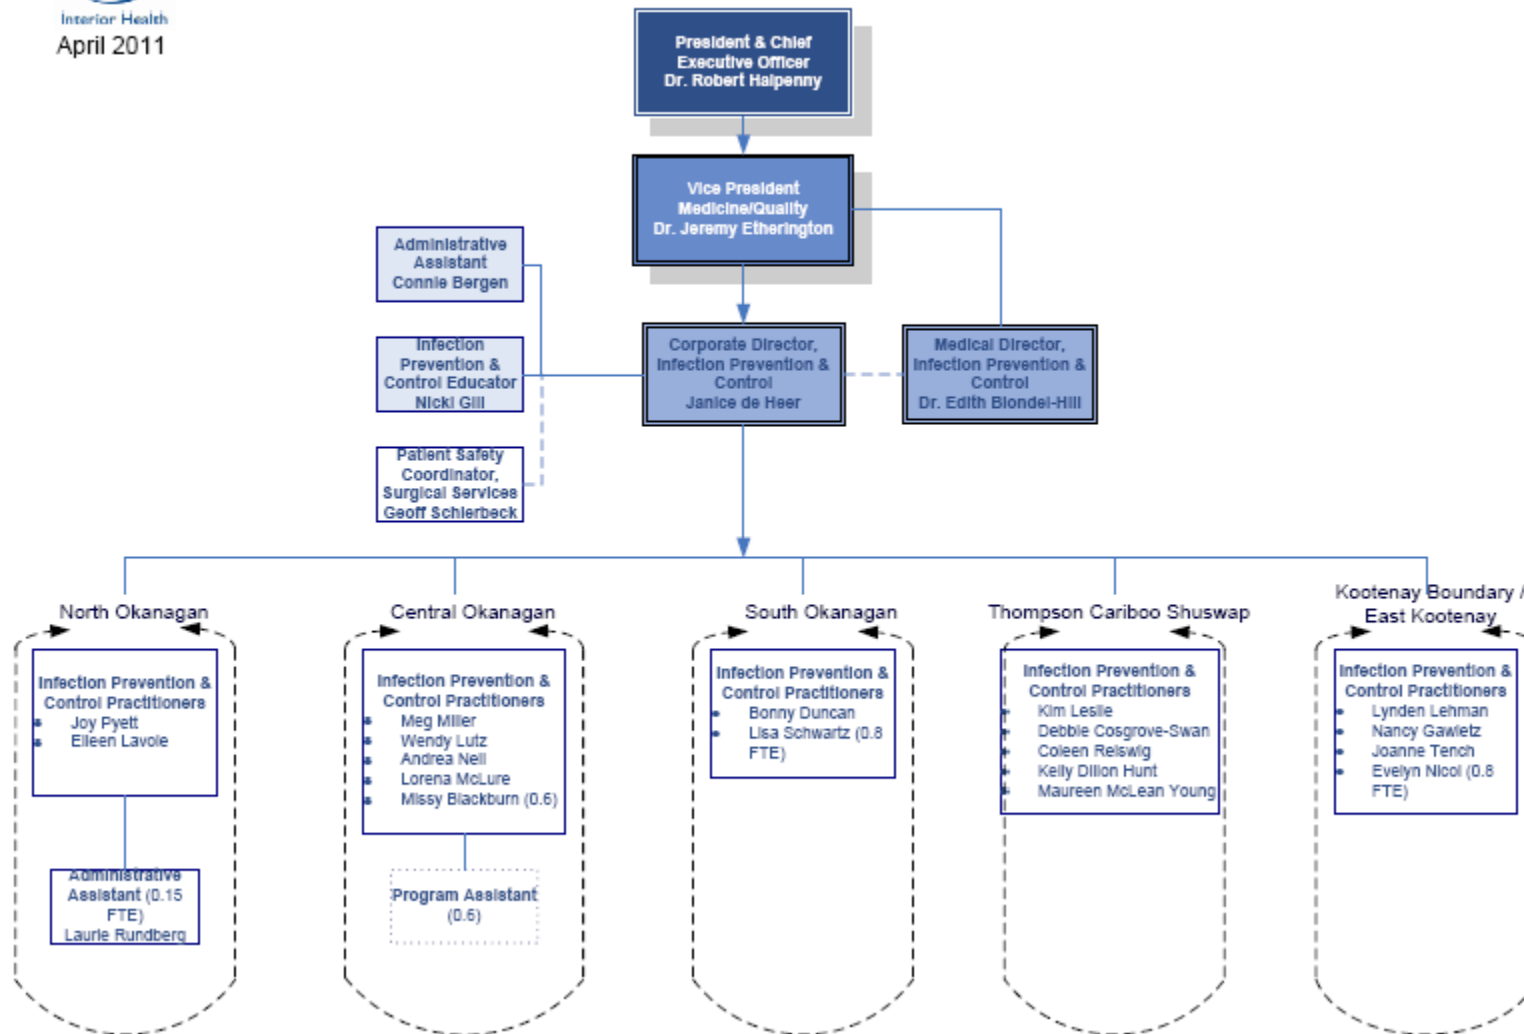 Interior Health
April 2011
President & Chief
Executive Officer
Dr. Robert Halpenny
Vice President
Medicine/Quality
Dr. Jeremy Etherington
Administrative
Assistant
Connie Bergen
Infection
Prevention &
Control Educator
Nicki Gill
Patient Safety
Coordinator,
Surgical Services
Geoff Schierbeck
Corporate Director,
Infection Prevention &
Control
Janice de Heer
Medical Director,
Infection Prevention &
Control
Dr. Edith Blondel-Hill
North Okanagan
Infection Prevention &
Control Practitioners
Joy Pyett
Eileen Lavoie
Administrative
Assistant (0.15
FTE)
Laurie Rundberg
Central Okanagan
Infection Prevention &
Control Practitioners
Meg Miller
Wendy Lutz
Andrea Neil
Lorena McLure
Missy Blackburn (0.6)
Program Assistant
(0.6)
South Okanagan
Infection Prevention &
Control Practitioners
Bonny Duncan
Lisa Schwartz (0.8
FTE)
Thompson Cariboo Shuswap
Infection Prevention &
Control Practitioners
Kim Leslie
Debbie Cosgrove-Swan
Coleen Reiswig
Kelly Dillon Hunt
Maureen McLean Young
Kootenay Boundary /
East Kootenay
Infection Prevention &
Control Practitioners
Lynden Lehman
Nancy Gawletz
Joanne Tench
Evelyn Nicol (0.8
FTE)